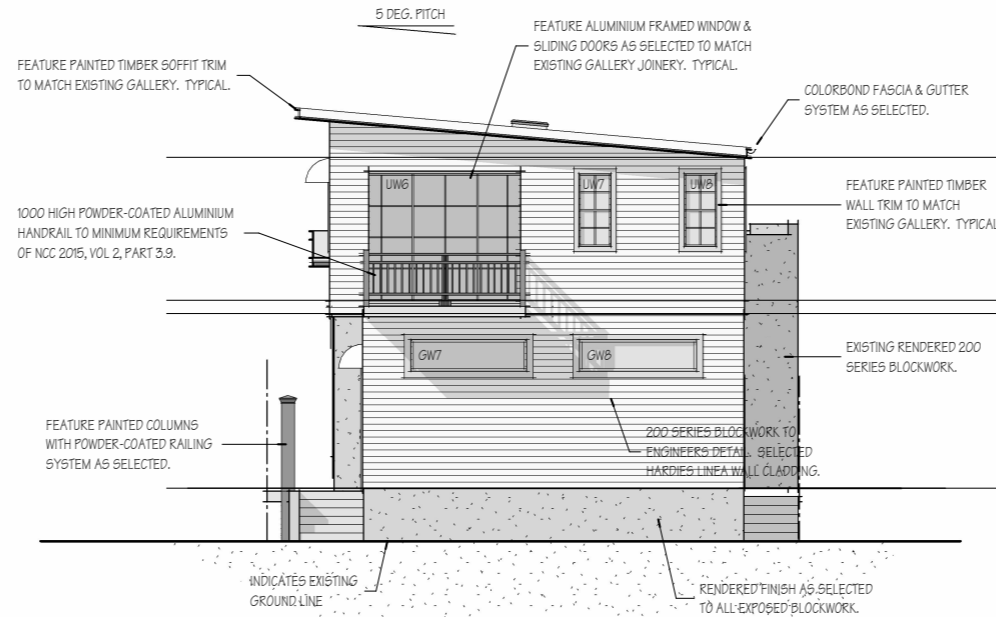 5 DEG. PITCH
FEATURE ALUMINIUM FRAMED WINDOW &
SLIDING DOORS AS SELECTED TO MATCH
EXISTING GALLERY JOINERY. TYPICAL.
FEATURE PAINTED TIMBER SOFFIT TRIM
TO MATCH EXISTING GALLERY. TYPICAL.
COLORBOND FASCIA & GUTTER
SYSTEM AS SELECTED.
UW6
UW7
UW8
FEATURE PAINTED TIMBER
WALL TRIM TO MATCH
EXISTING GALLERY. TYPICAL
1000 HIGH POWDER-COATED ALUMINIUM
HANDRAIL TO MINIMUM REQUIREMENTS
OF NCC 2015, VOL 2, PART 3.9.
GW7
GW8
EXISTING RENDERED 200
SERIES BLOCKWORK.
FEATURE PAINTED COLUMNS
WITH POWDER-COATED RAILING
SYSTEM AS SELECTED.
200 SERIES BLOCKWORK TO
ENGINEERS DETAIL. SELECTED
HARDIES LINEA WALL CLADDING.
INDICATES EXISTING
GROUND LINE
RENDERED FINISH AS SELECTED
TO ALL EXPOSED BLOCKWORK.